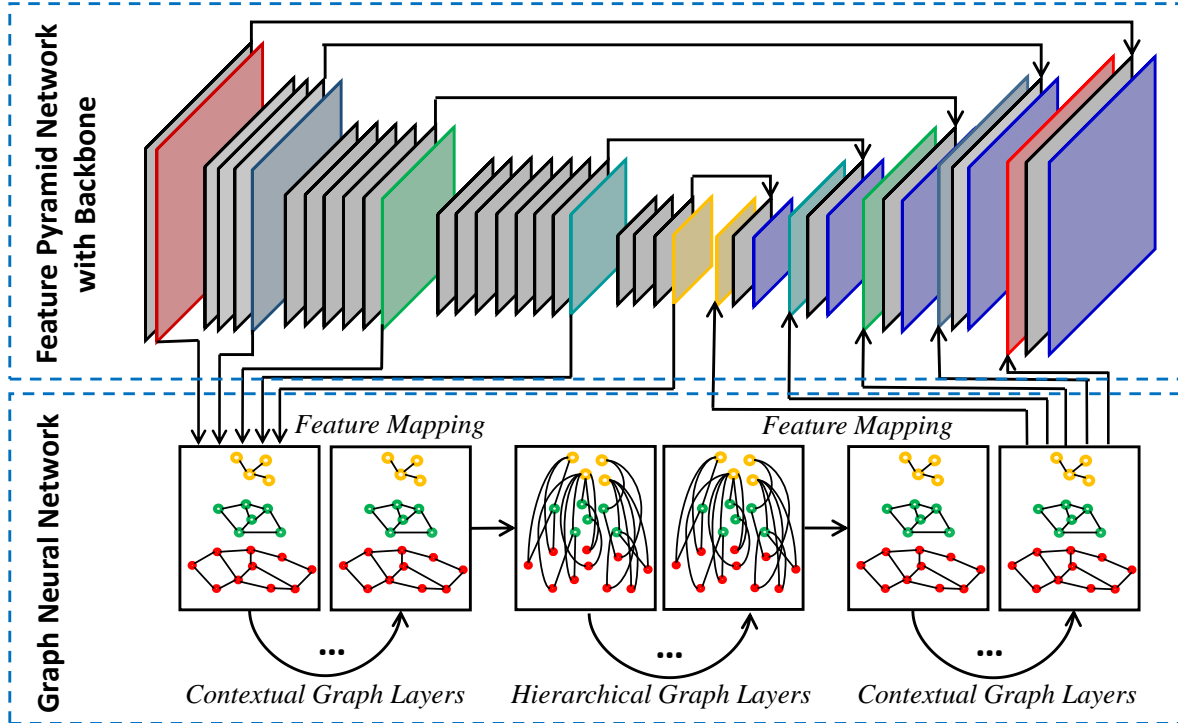 Feature Pyramid Network
with Backbone
Feature Mapping
Feature Mapping
Graph Neural Network
...
...
...
Contextual Graph Layers
Hierarchical Graph Layers
Contextual Graph Layers